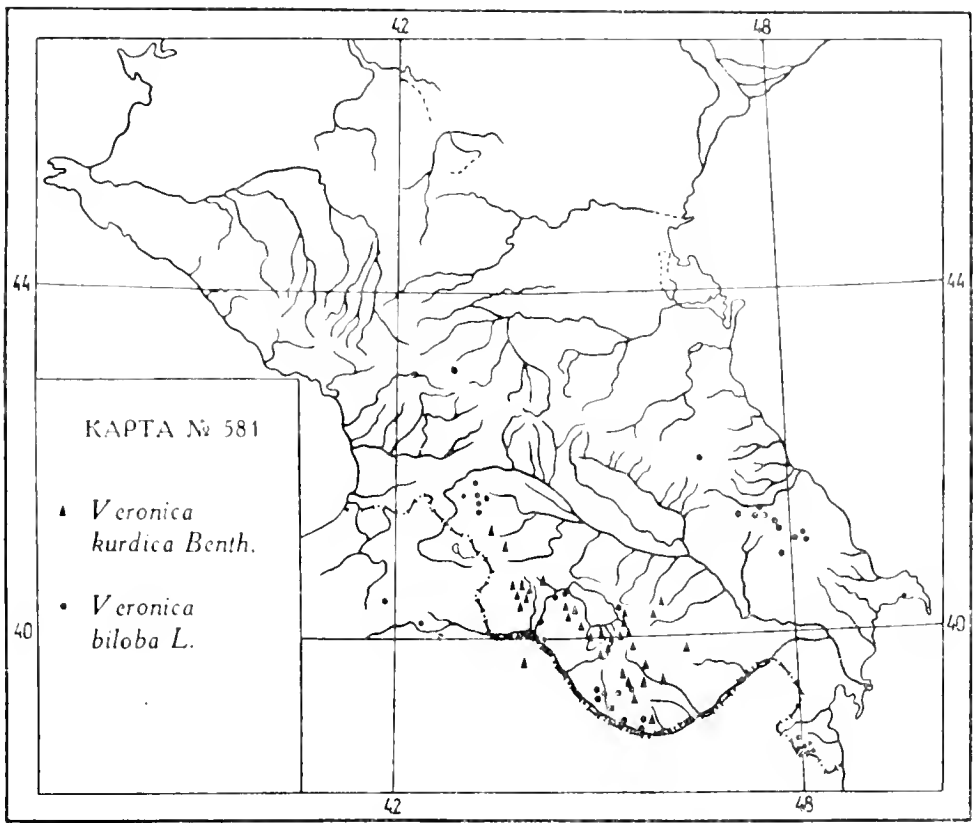 42 48
44 44
КАРТА № 581
Veronica
kurdica Benth.
Veronica
biloba L.
40 40
42 48